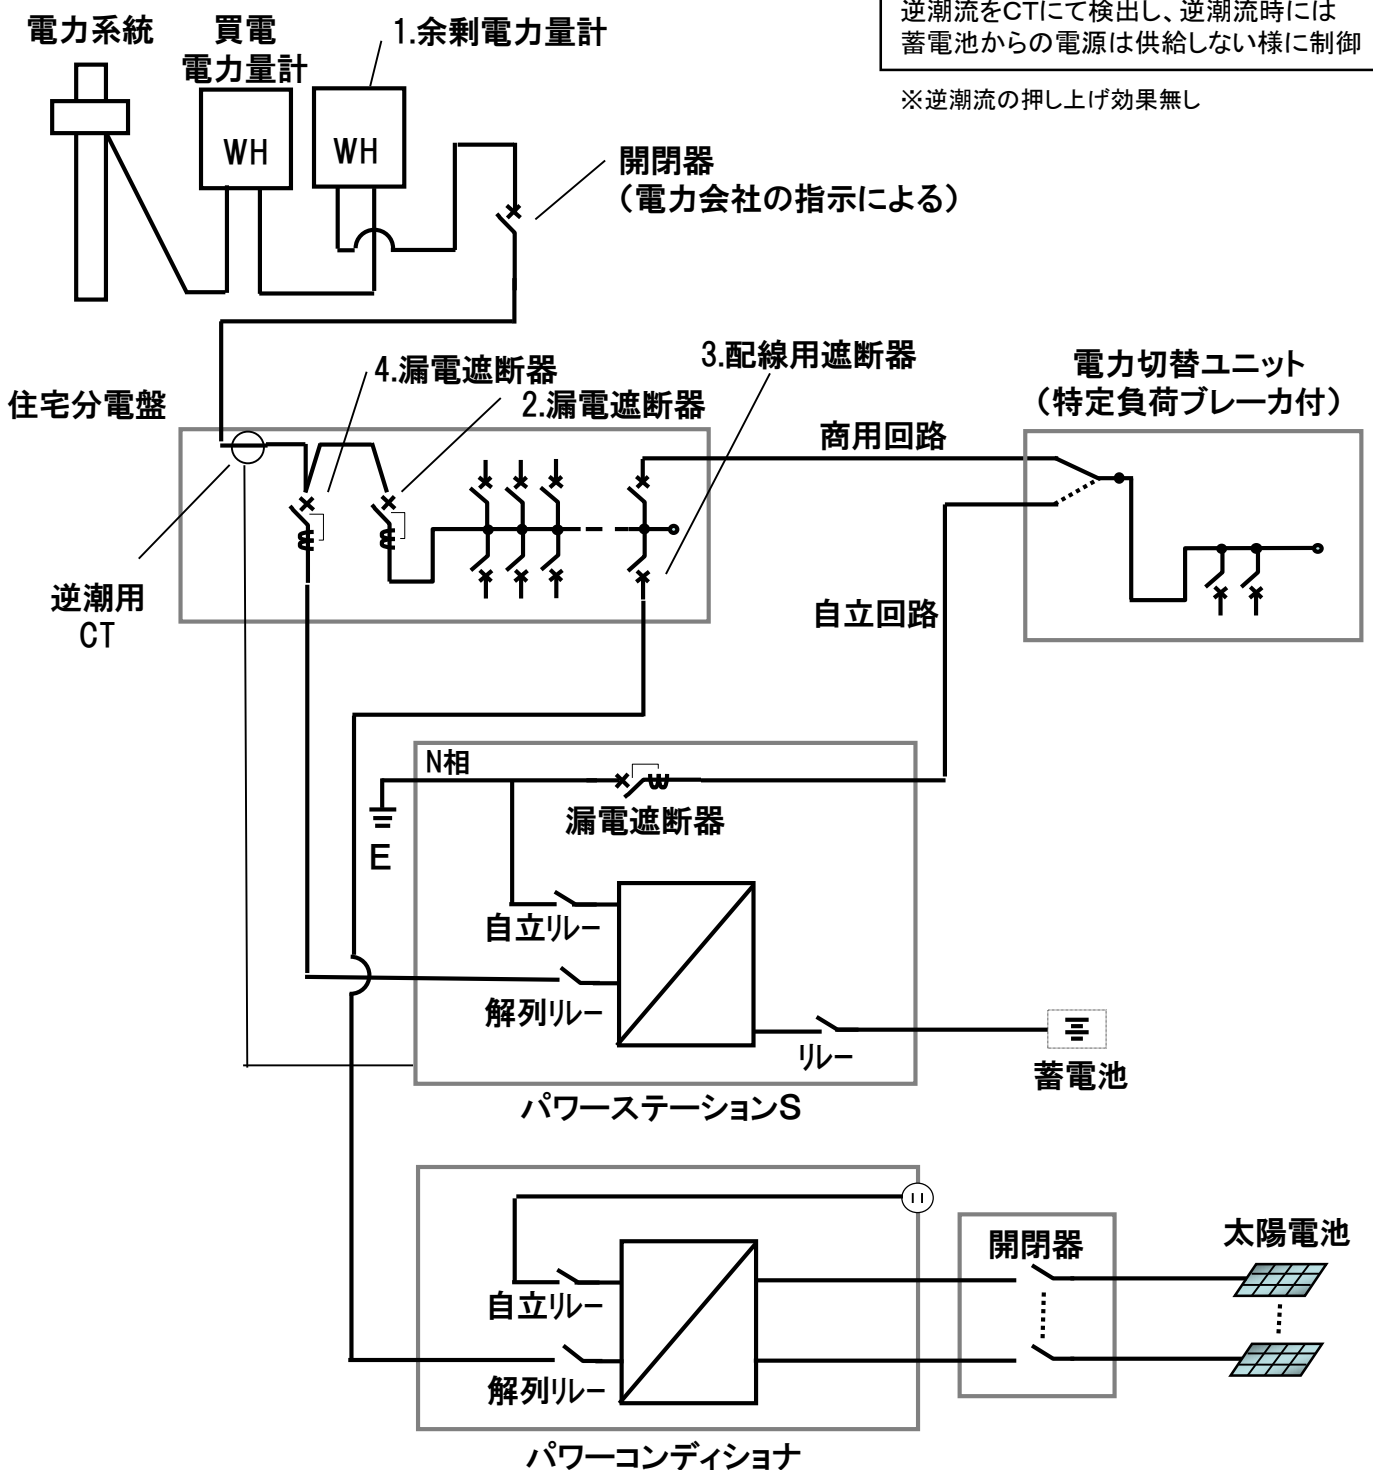 逆潮流をCTにて検出し、逆潮流時には
蓄電池からの電源は供給しない様に制御
※逆潮流の押し上げ効果無し
電力系統
買電
電力量計
1.余剰電力量計
WH
WH
開閉器
（電力会社の指示による）
住宅分電盤
4.漏電遮断器
2.漏電遮断器
3.配線用遮断器
電力切替ユニット
（特定負荷ブレーカ付）
商用回路
逆潮用
CT
自立回路
N相
漏電遮断器
E
自立リレー
解列リレー
リレー
蓄電池
パワーステーションS
開閉器
太陽電池
自立リレー
解列リレー
パワーコンディショナ